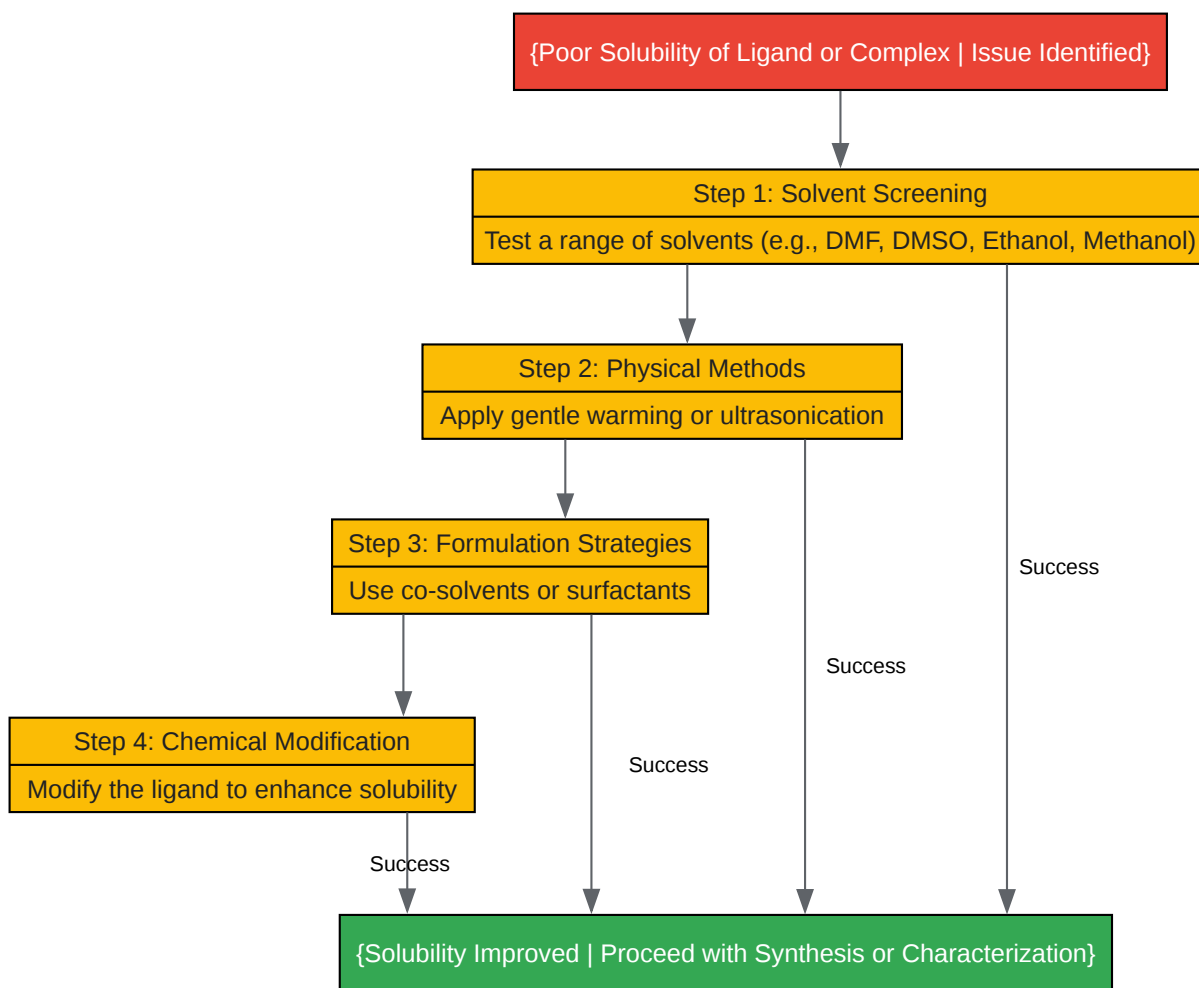 {Poor Solubility of Ligand or Complex | Issue Identified}
Step 1: Solvent Screening
Test a range of solvents (e.g., DMF, DMSO, Ethanol, Methanol)
Step 2: Physical Methods
Apply gentle warming or ultrasonication
Step 3: Formulation Strategies
Use co-solvents or surfactants
Success
Success
Step 4: Chemical Modification
Modify the ligand to enhance solubility
Success
Success
{Solubility Improved | Proceed with Synthesis or Characterization}